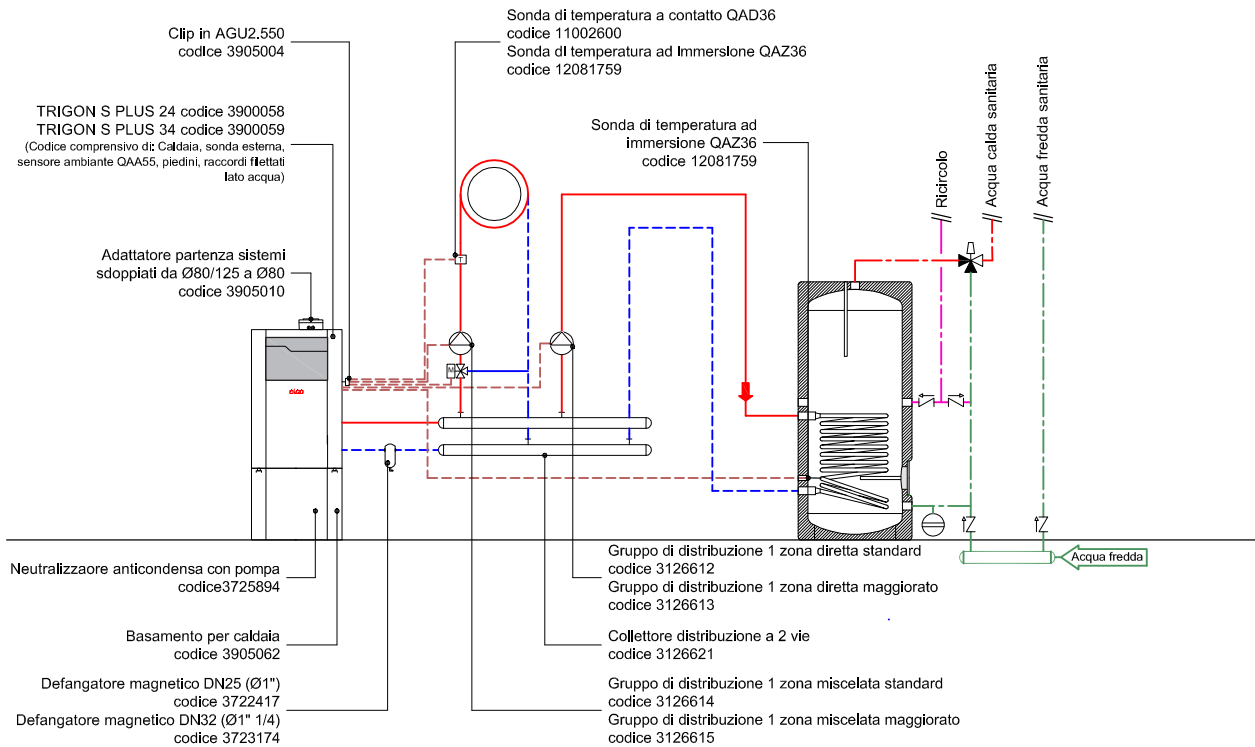 Clip in AGU2.550
codice 3905004
Sonda di temperatura a contatto QAD36
codice 11002600
Sonda di temperatura ad Immersione QAZ36
codice 12081759
TRIGON S PLUS 24 codice 3900058
TRIGON S PLUS 34 codice 3900059
(Codice comprensivo di: Caldaia, sonda esterna,
sensore ambiante QAA55, piedini, raccordi filettati
lato acqua)
Sonda di temperatura ad
immersione QAZ36
codice 12081759
Ricircolo
Acqua calda sanitaria
Acqua fredda sanitaria
Adattatore partenza sistemi
sdoppiati da Ø80/125 a Ø80
codice 3905010
T
M
elco
Acqua fredda
Neutralizzaore anticondensa con pompa
codice3725894
Basamento per caldaia
codice 3905062
Defangatore magnetico DN25 (Ø1")
codice 3722417
Defangatore magnetico DN32 (Ø1" 1/4)
codice 3723174
Gruppo di distribuzione 1 zona diretta standard
codice 3126612
Gruppo di distribuzione 1 zona diretta maggiorato
codice 3126613
Collettore distribuzione a 2 vie
codice 3126621
Gruppo di distribuzione 1 zona miscelata standard
codice 3126614
Gruppo di distribuzione 1 zona miscelata maggiorato
codice 3126615